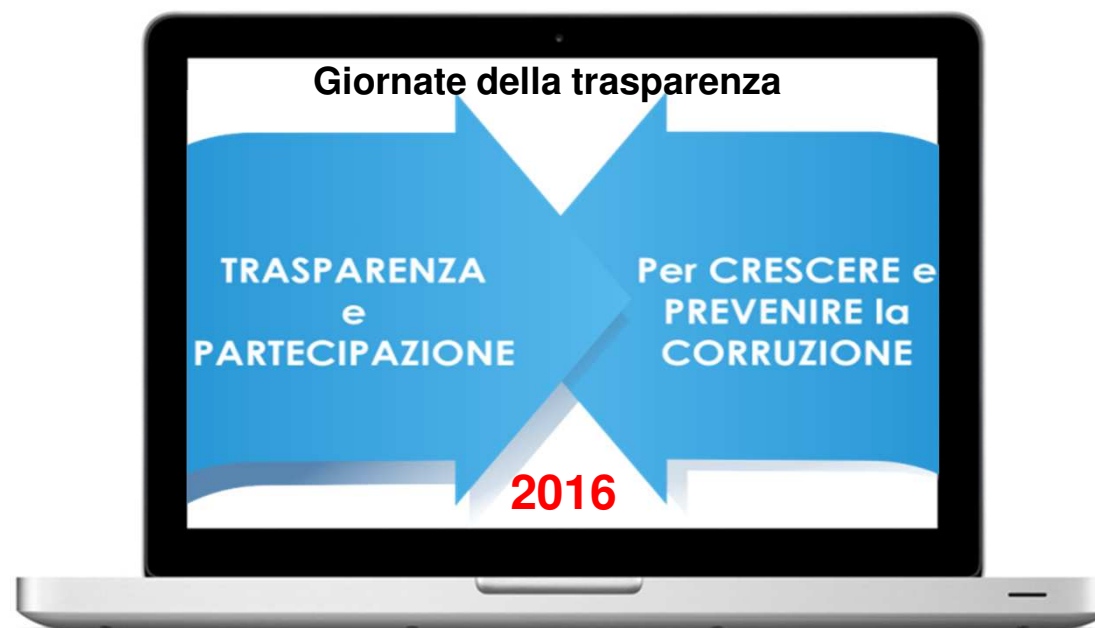 Giornate della trasparenza
TRASPARENZA
e
PARTECIPAZIONE
Per CRESCERE e
PREVENIRE la
CORRUZIONE
2016